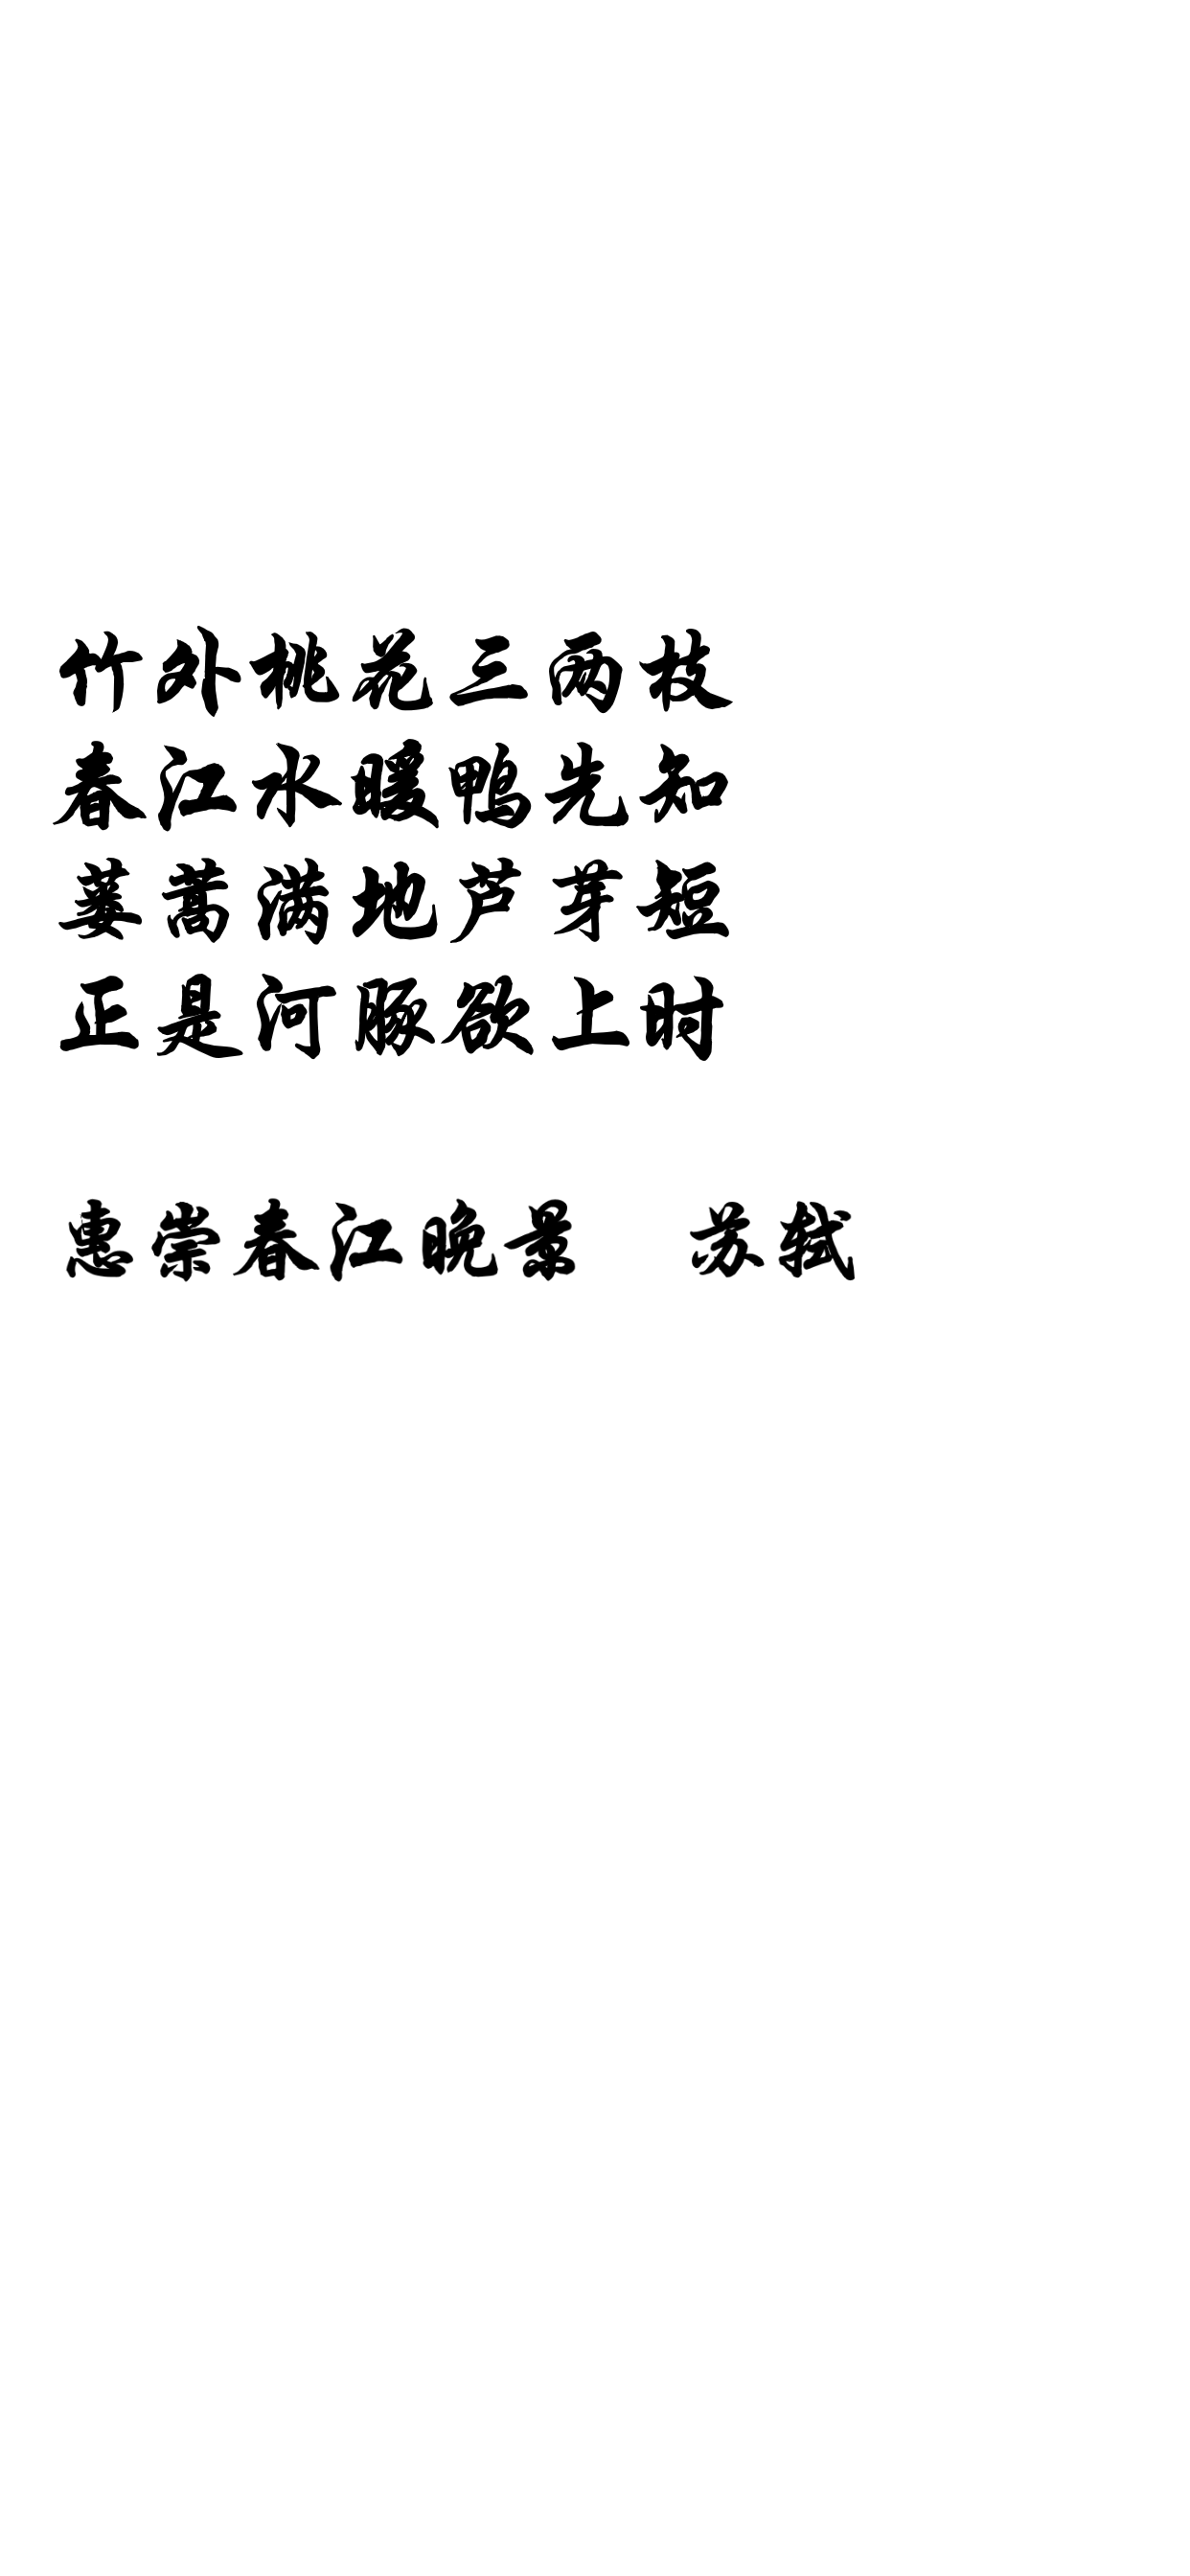 竹外桃花三两枝
春江水暖鸭先知
蒌蒿满地芦芽短
正是河豚欲上时
惠崇春江晚景 苏轼